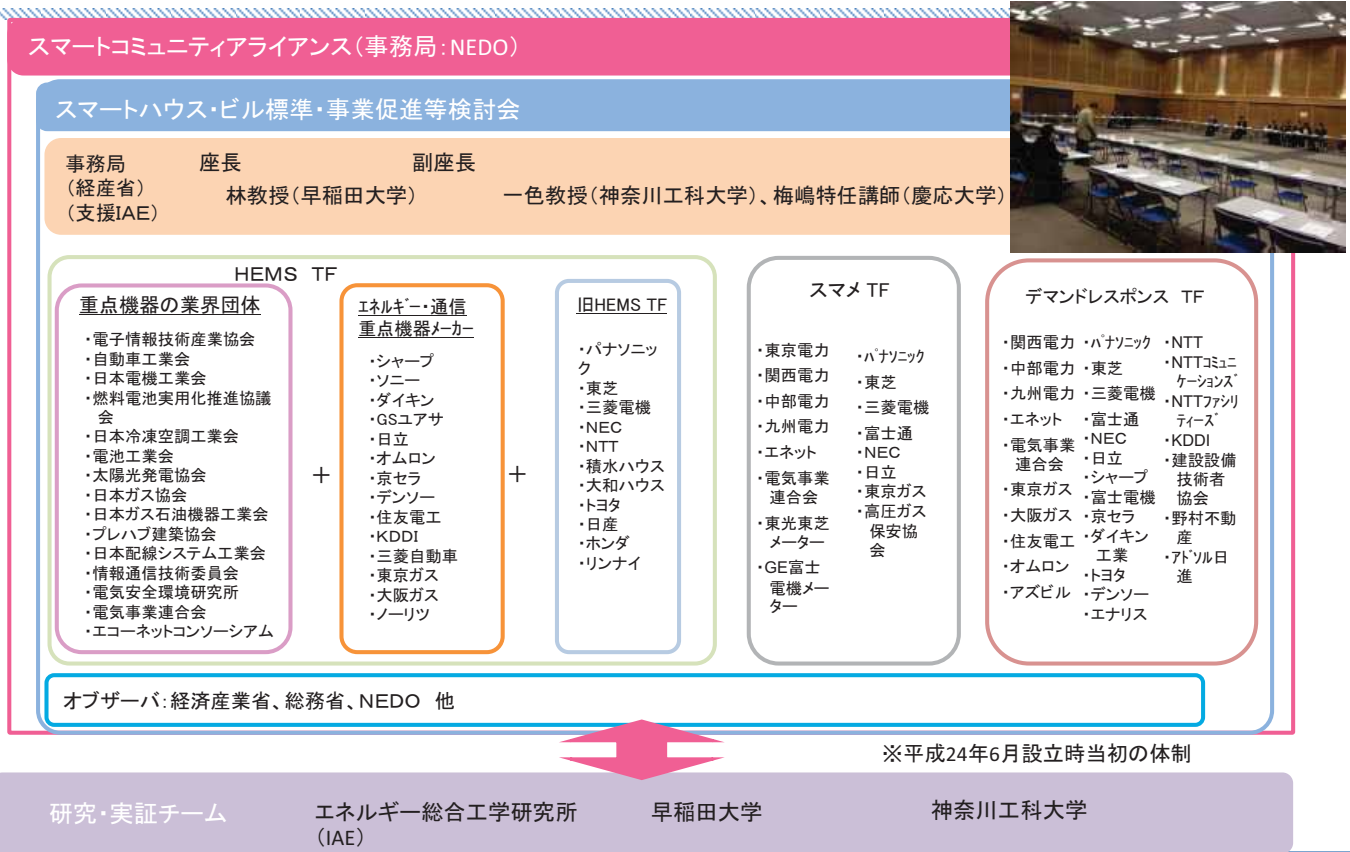 スマートコミュニティアライアンス(事務局:NEDO)
スマートハウス・ビル標準・事業促進等検討会
事務局
(経産省)
(支援IAE)
座長
林教授(早稲田大学)
副座長
一色教授(神奈川工科大学)、梅嶋特任講師(慶応大学)
HEMS TF
重点機器の業界団体
・電子情報技術産業協会
・自動車工業会
・日本電機工業会
・燃料電池実用化推進協議
会
・日本冷凍空調工業会
・電池工業会
・太陽光発電協会
・日本ガス協会
・日本ガス石油機器工業会
・プレハブ建築協会
・日本配線システム工業会
・情報通信技術委員会
・電気安全環境研究所
・電気事業連合会
・エコーネットコンソーシアム
+
エネルギー・通信
重点機器メーカー
・シャープ
・ソニー
・ダイキン
・GSユアサ
・日立
・オムロン
・京セラ
・デンソー
・住友電工
・KDDI
・三菱自動車
・東京ガス
・大阪ガス
・ノーリツ
+
旧HEMS TF
・パナソニッ
ク
・東芝
・三菱電機
・NEC
・NTT
・積水ハウス
・大和ハウス
・トヨタ
・日産
・ホンダ
・リンナイ
スマメ TF
・東京電力
・関西電力
・中部電力
・九州電力
・エネット
・電気事業
連合会
・東光東芝
メーター
・GE富士
電機メー
ター
・パナソニック
・東芝
・三菱電機
・富士通
・NEC
・日立
・東京ガス
・高圧ガス
保安協
会
デマンドレスポンス TF
・関西電力
・中部電力
・九州電力
・エネット
・電気事業
連合会
・東京ガス
・大阪ガス
・住友電工
・オムロン
・アズビル
・パナソニック
・東芝
・三菱電機
・富士通
・NEC
・日立
・シャープ
・富士電機
・京セラ
・ダイキン
工業
・トヨタ
・デンソー
・エナリス
・NTT
・NTTコミュニ
ケーションズ
・NTTファシリ
ティーズ
・KDDI
・建設設備
技術者
協会
・野村不動
産
・アドソル日
進
オブザーバ:経済産業省、総務省、NEDO 他
※平成24年6月設立時当初の体制
研究・実証チーム
エネルギー総合工学研究所
(IAE)
早稲田大学
神奈川工科大学